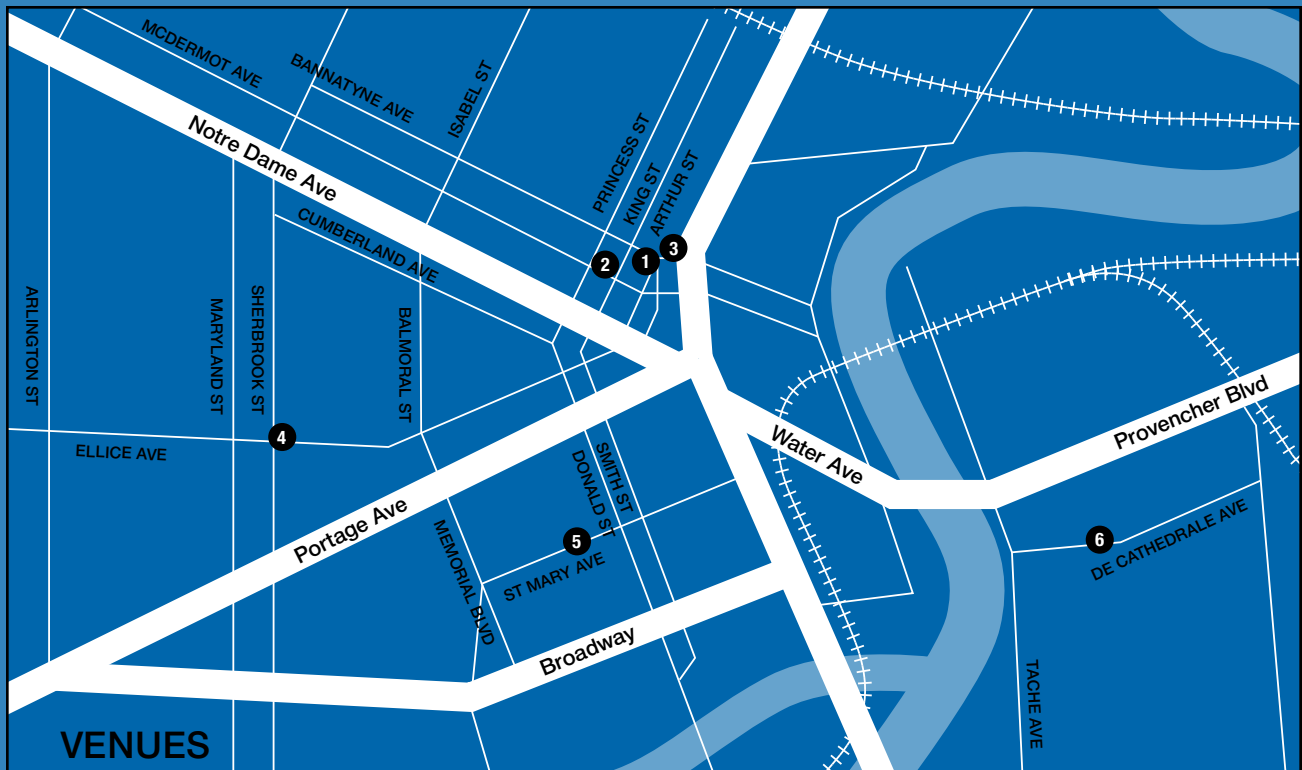 MCDERMOT AVE
BANNATYNE AVE
ISABEL ST
Notre Dame Ave
PRINCESS ST
KING ST
ARTHUR ST
CUMBERLAND AVE
3
2
1
ARLINGTON ST
MARYLAND ST
SHERBROOK ST
BALMORAL ST
4
ELLICE AVE
Provencher Blvd
Water Ave
SMITH ST
DONALD ST
Portage Ave
MEMORIAL BLVD
5
ST MARY AVE
6
DE CATHEDRALE AVE
Broadway
TACHE AVE
VENUES